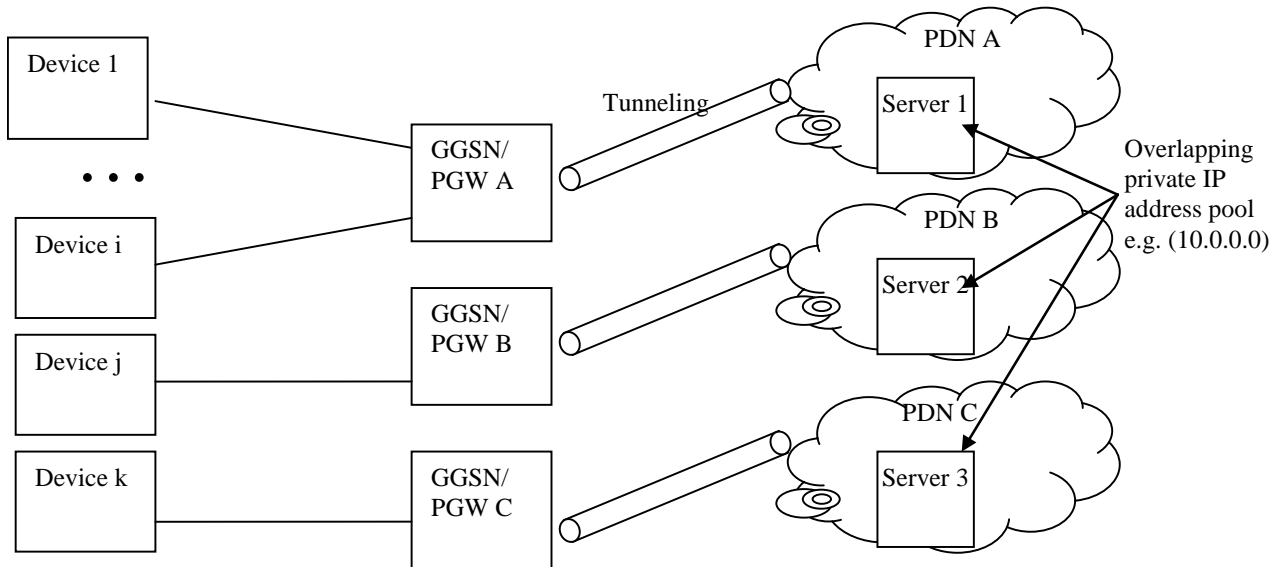 Device 1
Device i
Device j
Device k
GGSN/
PGW A
GGSN/
PGW B
GGSN/
PGW C
Tunneling
PDN A
Server 1
PDN B
Server 2
PDN C
Server 3
Overlapping
private IP
address pool
e.g. (10.0.0.0)